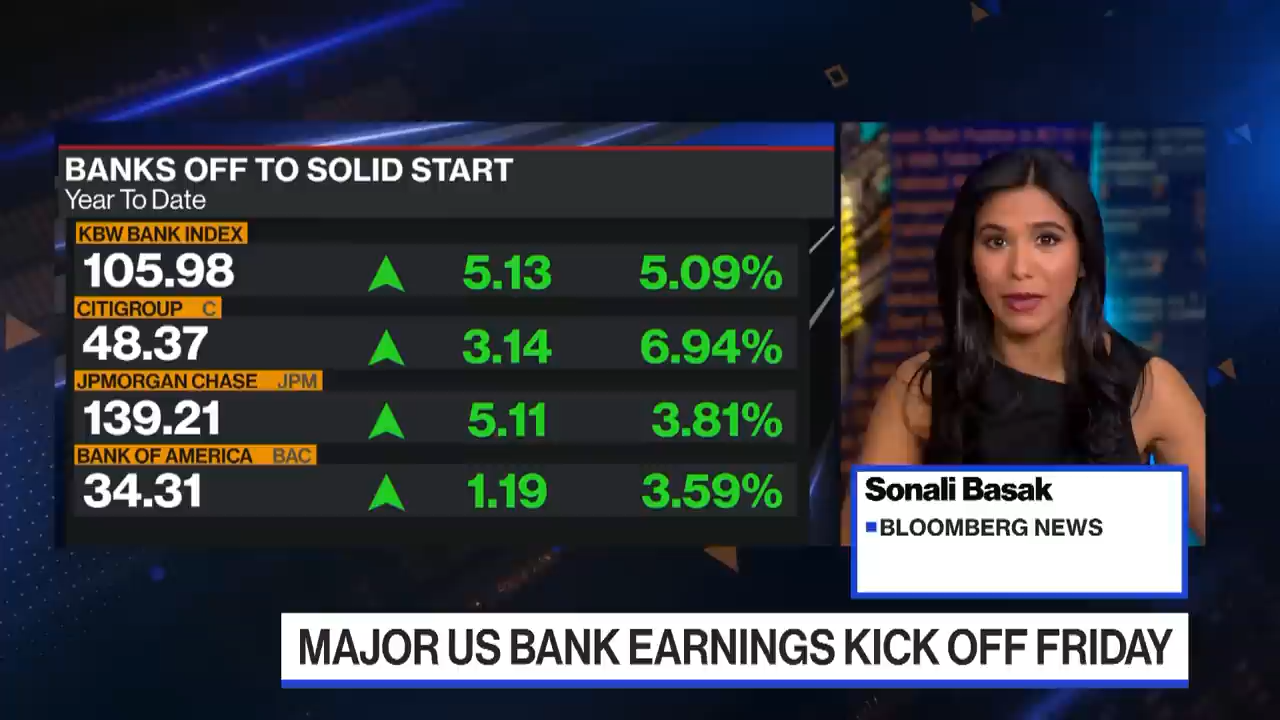 BANKS OFF TO SOLID START
Year To Date
KBW BANK INDEX
105.98 ▲ 5.13 5.09%
CITIGROUP C
48.37 ▲ 3.14 6.94%
JPMORGAN CHASE JPM
139.21 ▲ 5.11 3.81%
BANK OF AMERICA BAC
34.31 ▲ 1.19 3.59%
Sonali Basak
BLOOMBERG NEWS
MAJOR US BANK EARNINGS KICK OFF FRIDAY